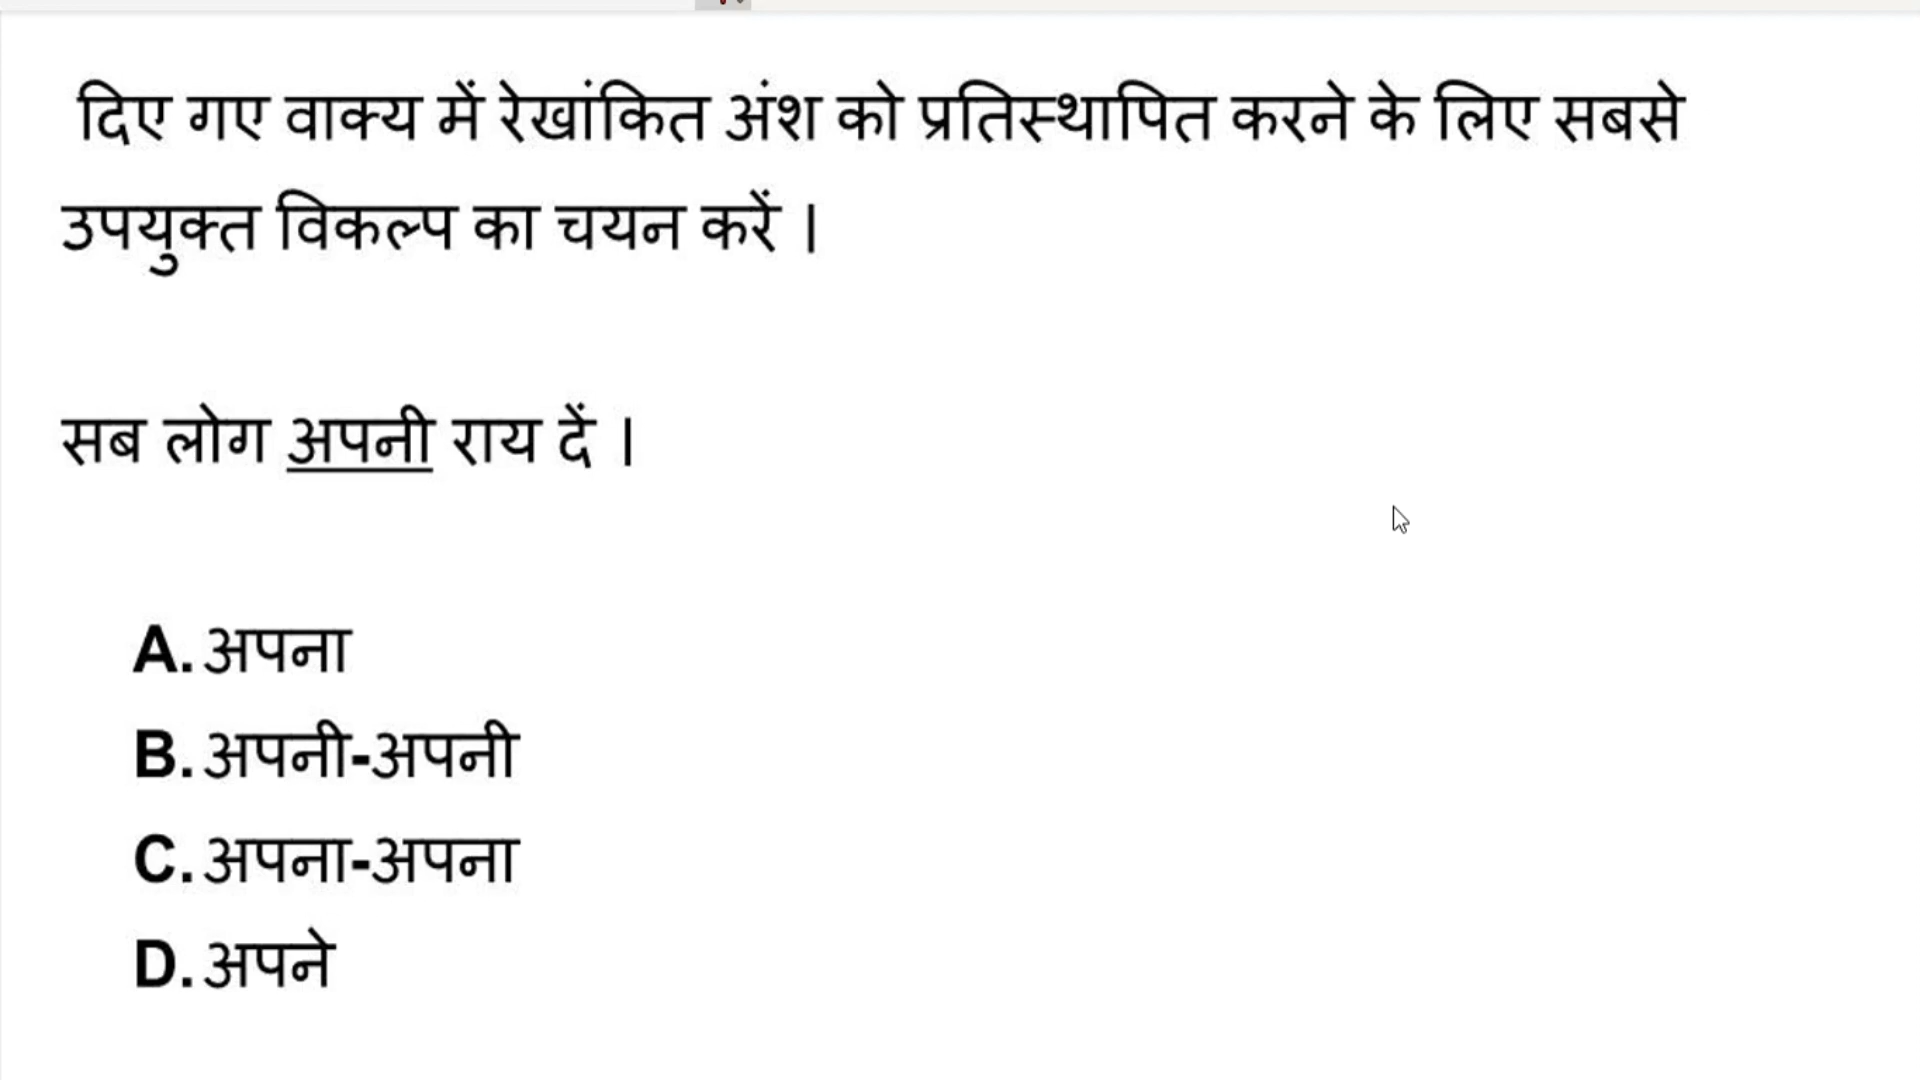 दिए गए वाक्य में रेखांकित अंश को प्रतिस्थापित करने के लिए सबसे
उपयुक्त विकल्प का चयन करें |
सब लोग अपनी राय दें |
A. अपना
B. अपनी-अपनी
C. अपना-अपना
D. अपने